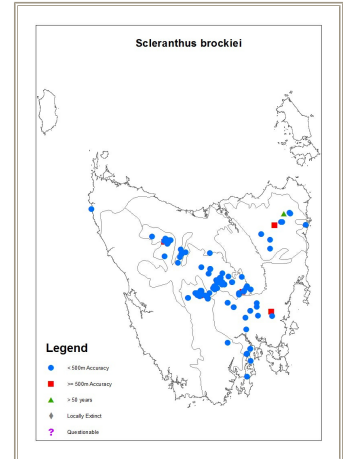 Scleranthus brockiei
Legend
< 500m Accuracy
>= 500m Accuracy
> 50 years
Locally Extinct
Questionable